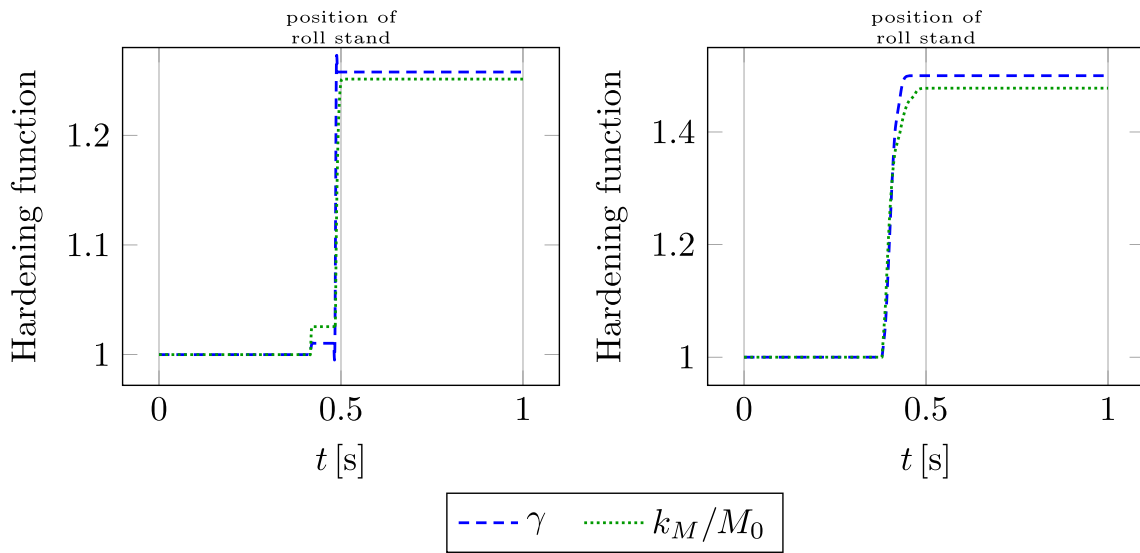 position of
roll stand
Hardening function
1.2
1.1
1
0
0.5
1
t [s]
position of
roll stand
Hardening function
1.4
1.2
1
0
0.5
1
t [s]
γ
k_M/M_0